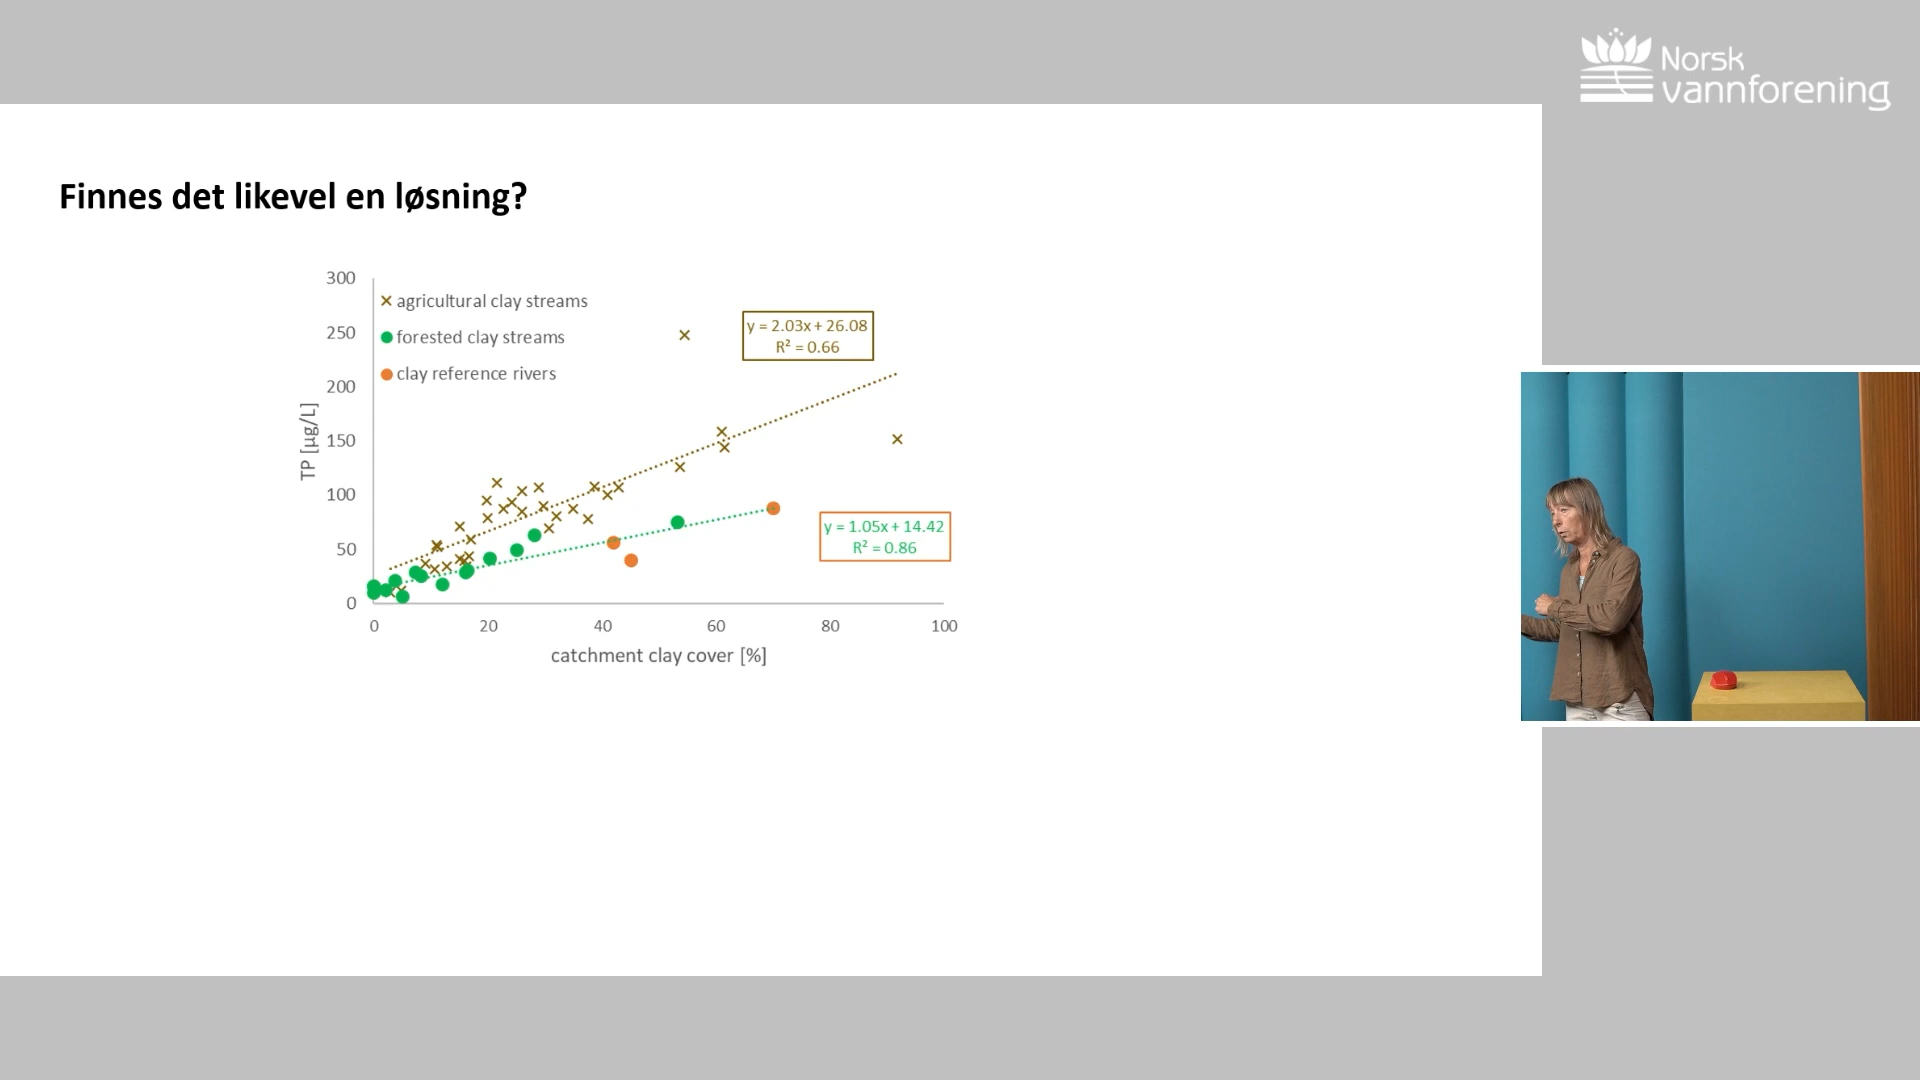 Norsk
vannforening
Finnes det likevel en løsning?
300
250
200
150
100
50
0
TP [µg/L]
× agricultural clay streams
forested clay streams
clay reference rivers
y = 2.03x + 26.08
R² = 0.66
y = 1.05x + 14.42
R² = 0.86
0 20 40 60 80 100
catchment clay cover [%]